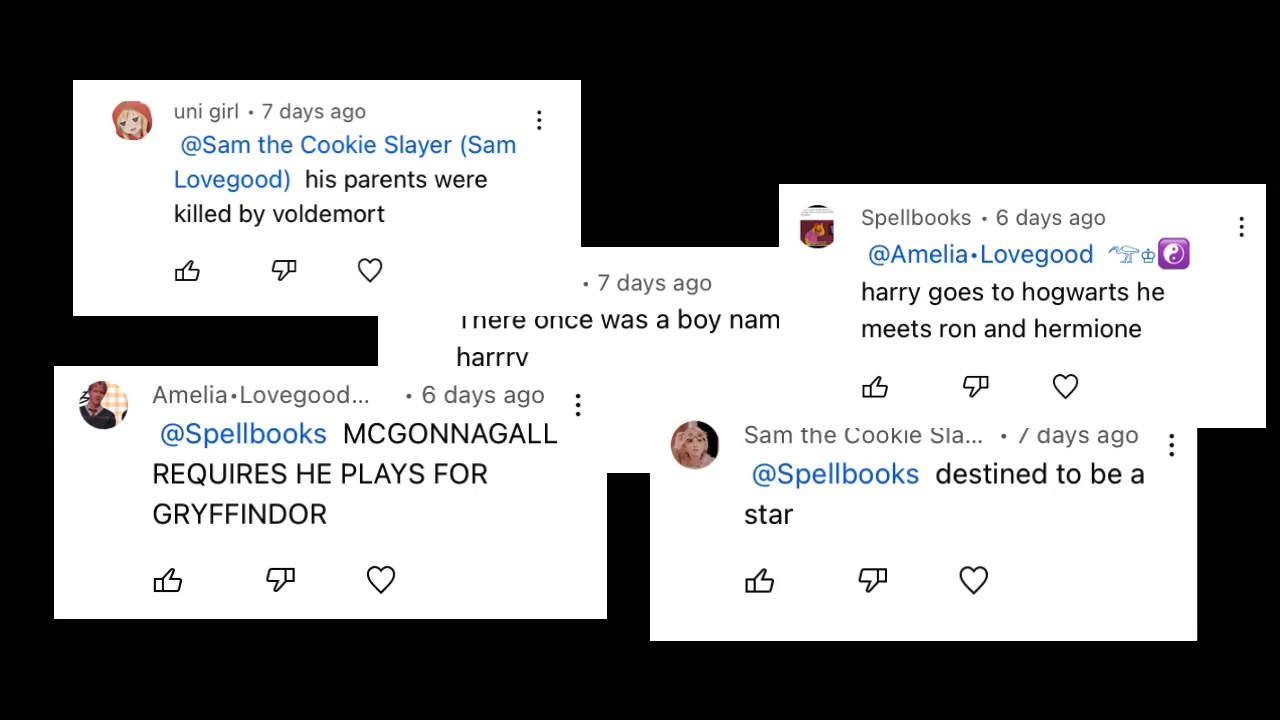 uni girl • 7 days ago
@Sam the Cookie Slayer (Sam
Lovegood) his parents were
killed by voldemort
• 7 days ago
There once was a boy nam
harrry
Spellbooks • 6 days ago
@Amelia•Lovegood 𓅦♔☯
harry goes to hogwarts he
meets ron and hermione
Amelia•Lovegood... • 6 days ago
@Spellbooks MCGONNAGALL
REQUIRES HE PLAYS FOR
GRYFFINDOR
Sam the Cookie Sla... • 7 days ago
@Spellbooks destined to be a
star